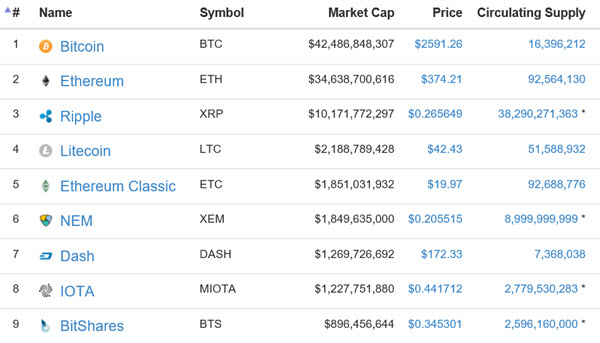 # Name Symbol Market Cap Price Circulating Supply
1 Bitcoin BTC $42,486,848,307 $2591.26 16,396,212
2 Ethereum ETH $34,638,700,616 $374.21 92,564,130
3 Ripple XRP $10,171,772,297 $0.265649 38,290,271,363 *
4 Litecoin LTC $2,188,789,428 $42.43 51,588,932
5 Ethereum Classic ETC $1,851,031,932 $19.97 92,688,776
6 NEM XEM $1,849,635,000 $0.205515 8,999,999,999 *
7 Dash DASH $1,269,726,692 $172.33 7,368,038
8 IOTA MIOTA $1,227,751,880 $0.441712 2,779,530,283 *
9 BitShares BTS $896,456,644 $0.345301 2,596,160,000 *